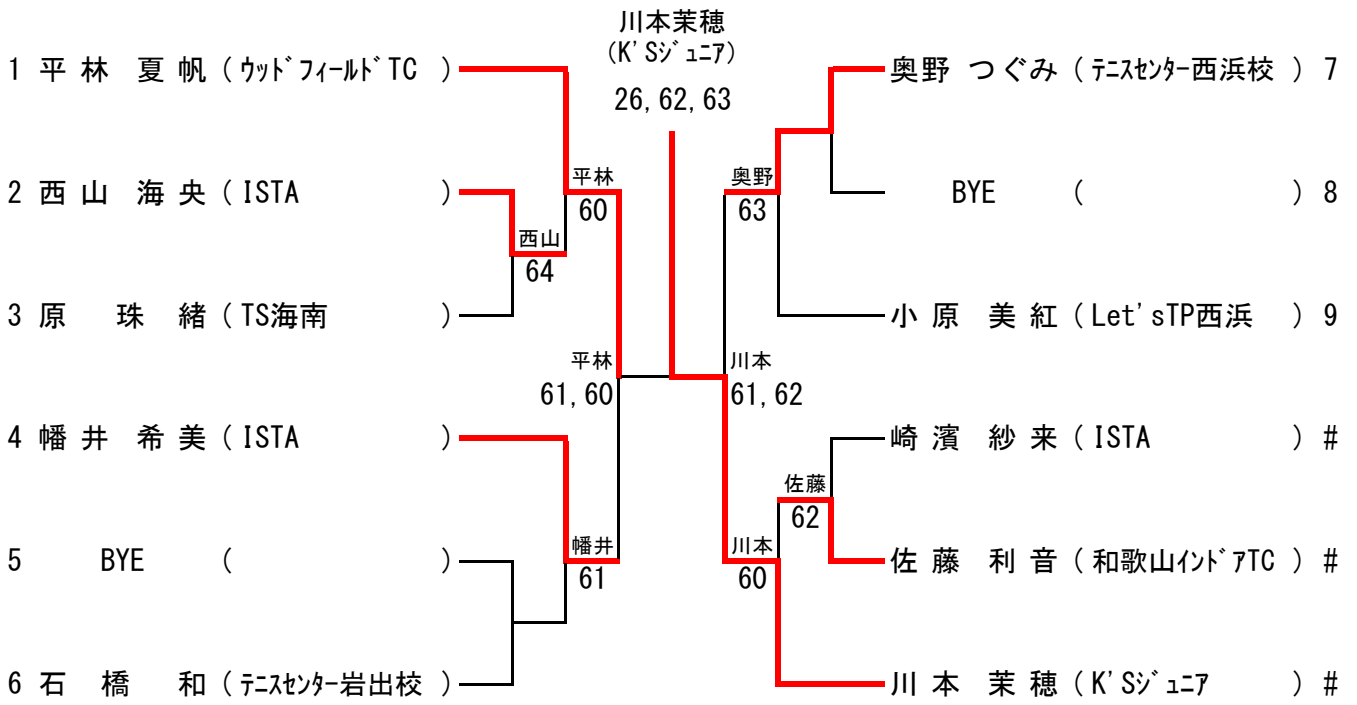 川本茉穂
(K'Sｼﾞｭﾆｱ)
26,62,63
1 平林 夏帆 (ｳｯﾄﾞﾌｨｰﾙﾄﾞTC )
2 西山 海央 (ISTA )
3 原 珠緒 (TS海南 )
4 幡井 希美 (ISTA )
5 BYE ( )
6 石橋 和 (ﾃﾆｽｾﾝﾀｰ岩出校 )
西山
64
平林
60
幡井
61
平林
61,60
奥野 つぐみ (ﾃﾆｽｾﾝﾀｰ西浜校 ) 7
BYE ( ) 8
小原 美紅 (Let'sTP西浜 ) 9
崎濱 紗来 (ISTA ) #
佐藤 利音 (和歌山ｲﾝﾄﾞｱTC ) #
川本 茉穂 (K'Sｼﾞｭﾆｱ ) #
奥野
63
佐藤
62
川本
60
川本
61,62